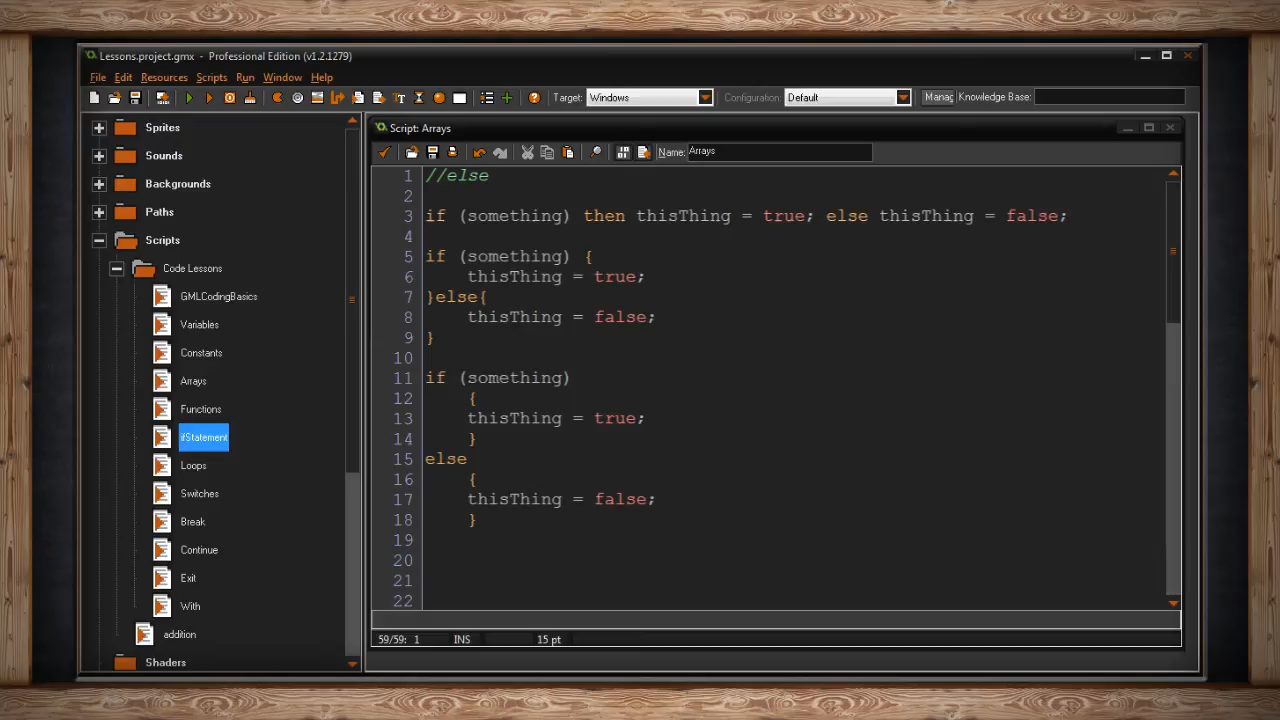 Lessons.project.gmx - Professional Edition (v1.2.1279)
File Edit Resources Scripts Run Window Help
Target: Windows Configuration: Default Manag Knowledge Base:
Sprites
Sounds
Backgrounds
Paths
Scripts
Code Lessons
GMLCodingBasics
Variables
Constants
Arrays
Functions
ifStatement
Loops
Switches
Break
Continue
Exit
With
addition
Shaders
Script: Arrays
Name: Arrays
1 //else
2
3 if (something) then thisThing = true; else thisThing = false;
4
5 if (something) {
6 thisThing = true;
7 }else{
8 thisThing = false;
9 }
10
11 if (something)
12 {
13 thisThing = true;
14 }
15 else
16 {
17 thisThing = false;
18 }
19
20
21
22
59/59: 1 INS 15 pt